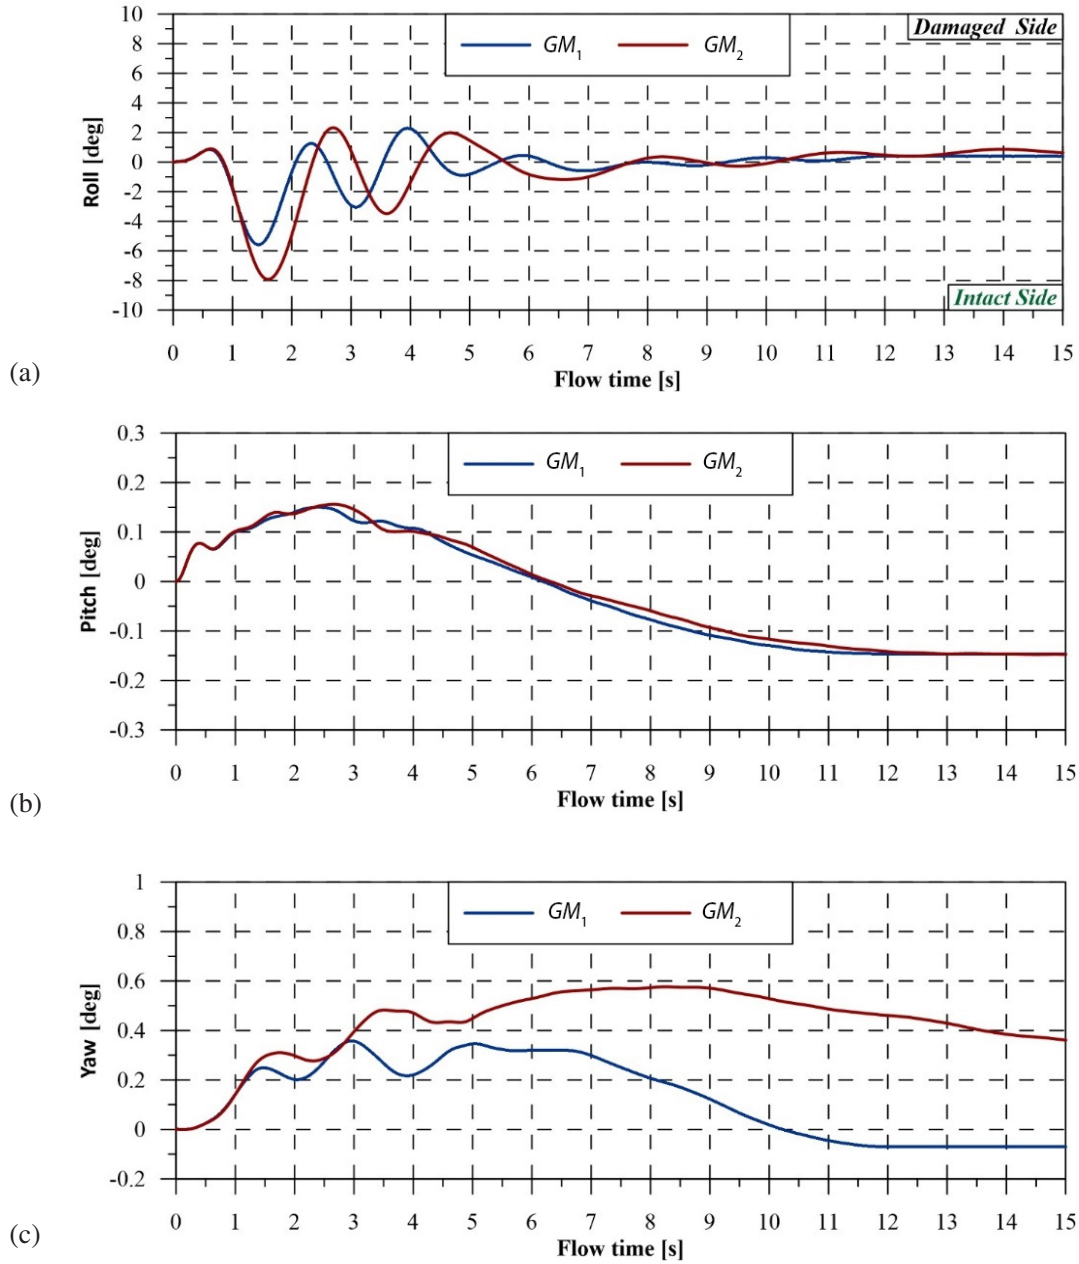 10
8
6
4
2
0
-2
-4
-6
-8
-10
Roll [deg]
GM1 GM2
Damaged Side
Intact Side
0 1 2 3 4 5 6 7 8 9 10 11 12 13 14 15
Flow time [s]
(a)
0.3
0.2
0.1
0
-0.1
-0.2
-0.3
Pitch [deg]
GM1 GM2
0 1 2 3 4 5 6 7 8 9 10 11 12 13 14 15
Flow time [s]
(b)
1
0.8
0.6
0.4
0.2
0
-0.2
Yaw [deg]
GM1 GM2
0 1 2 3 4 5 6 7 8 9 10 11 12 13 14 15
Flow time [s]
(c)